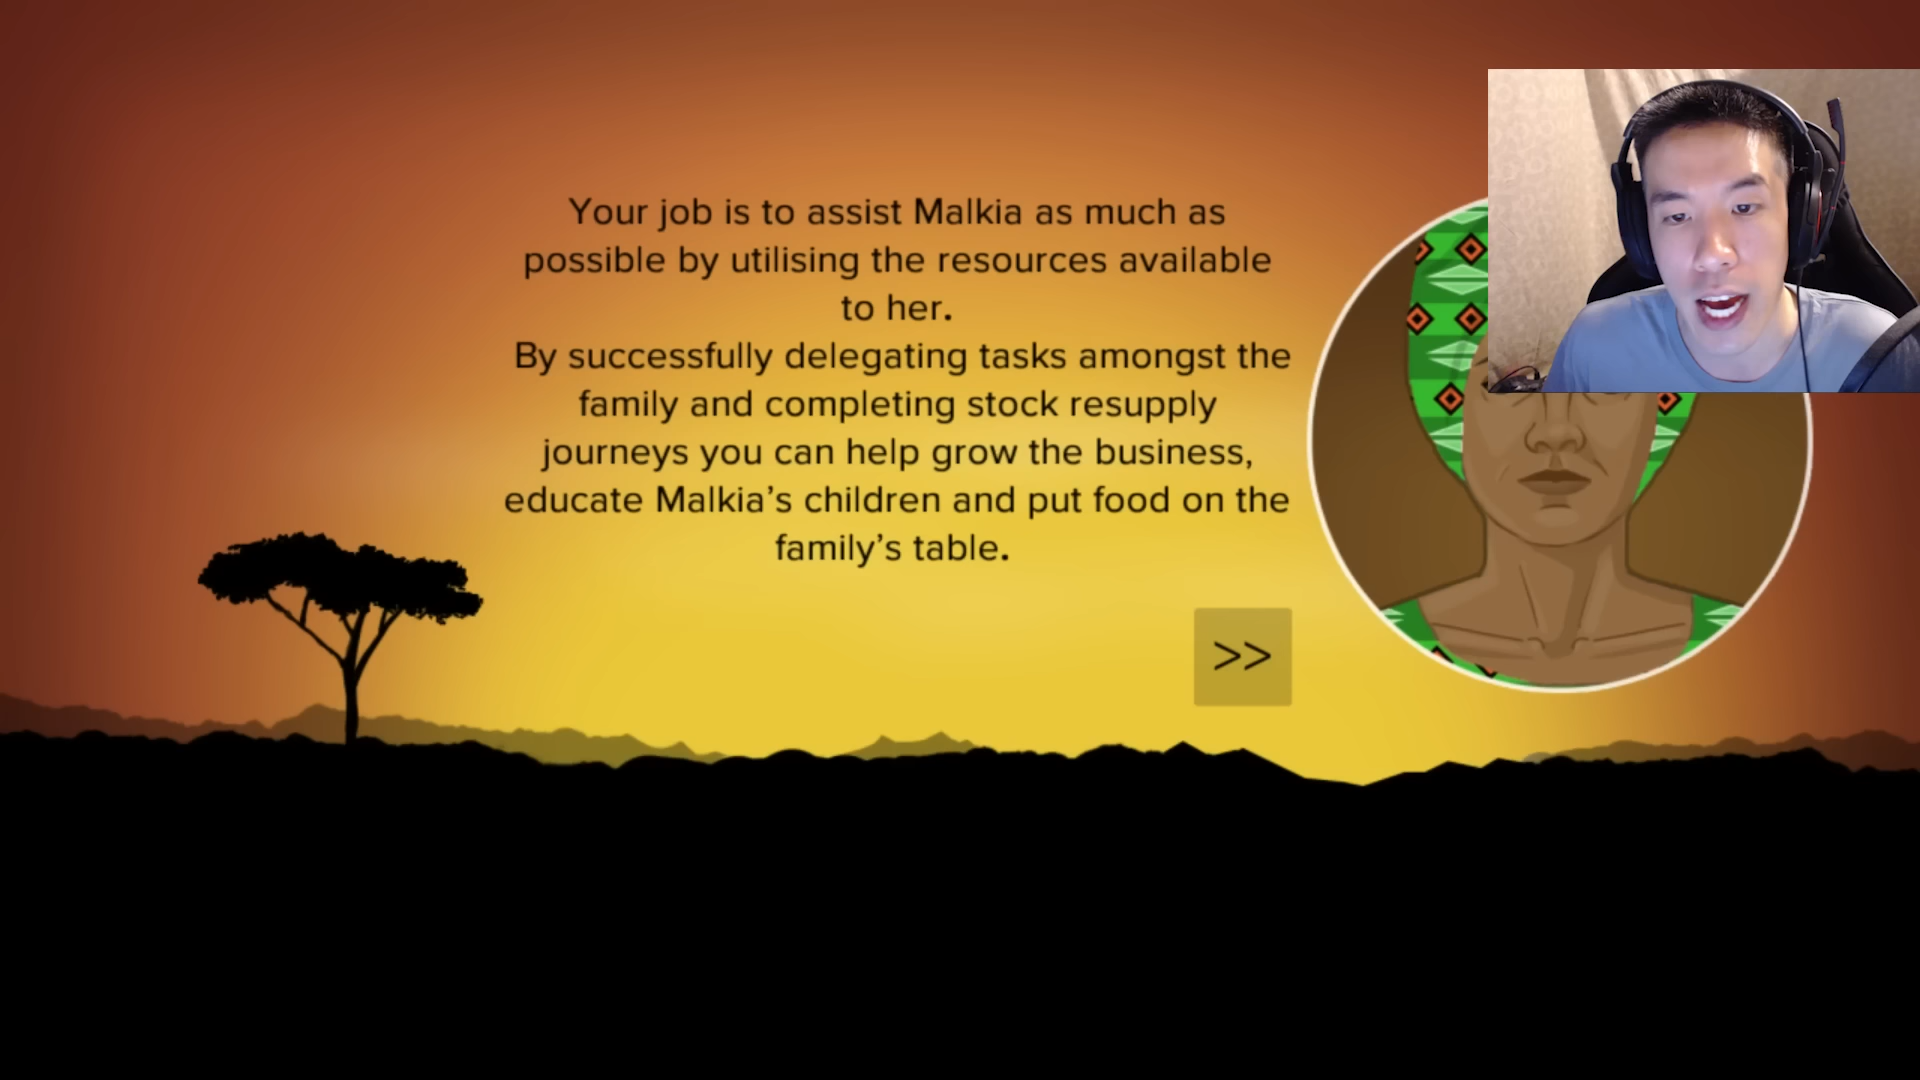 Your job is to assist Malkia as much as
possible by utilising the resources available
to her.
By successfully delegating tasks amongst the
family and completing stock resupply
journeys you can help grow the business,
educate Malkia’s children and put food on the
family’s table.
>>